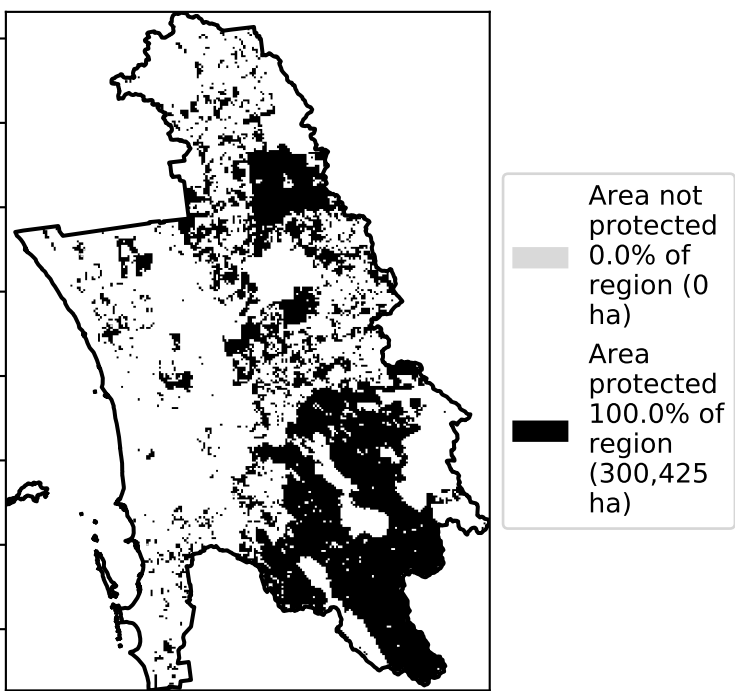 Area not
protected
0.0% of
region (0
ha)
Area
protected
100.0% of
region
(300,425
ha)